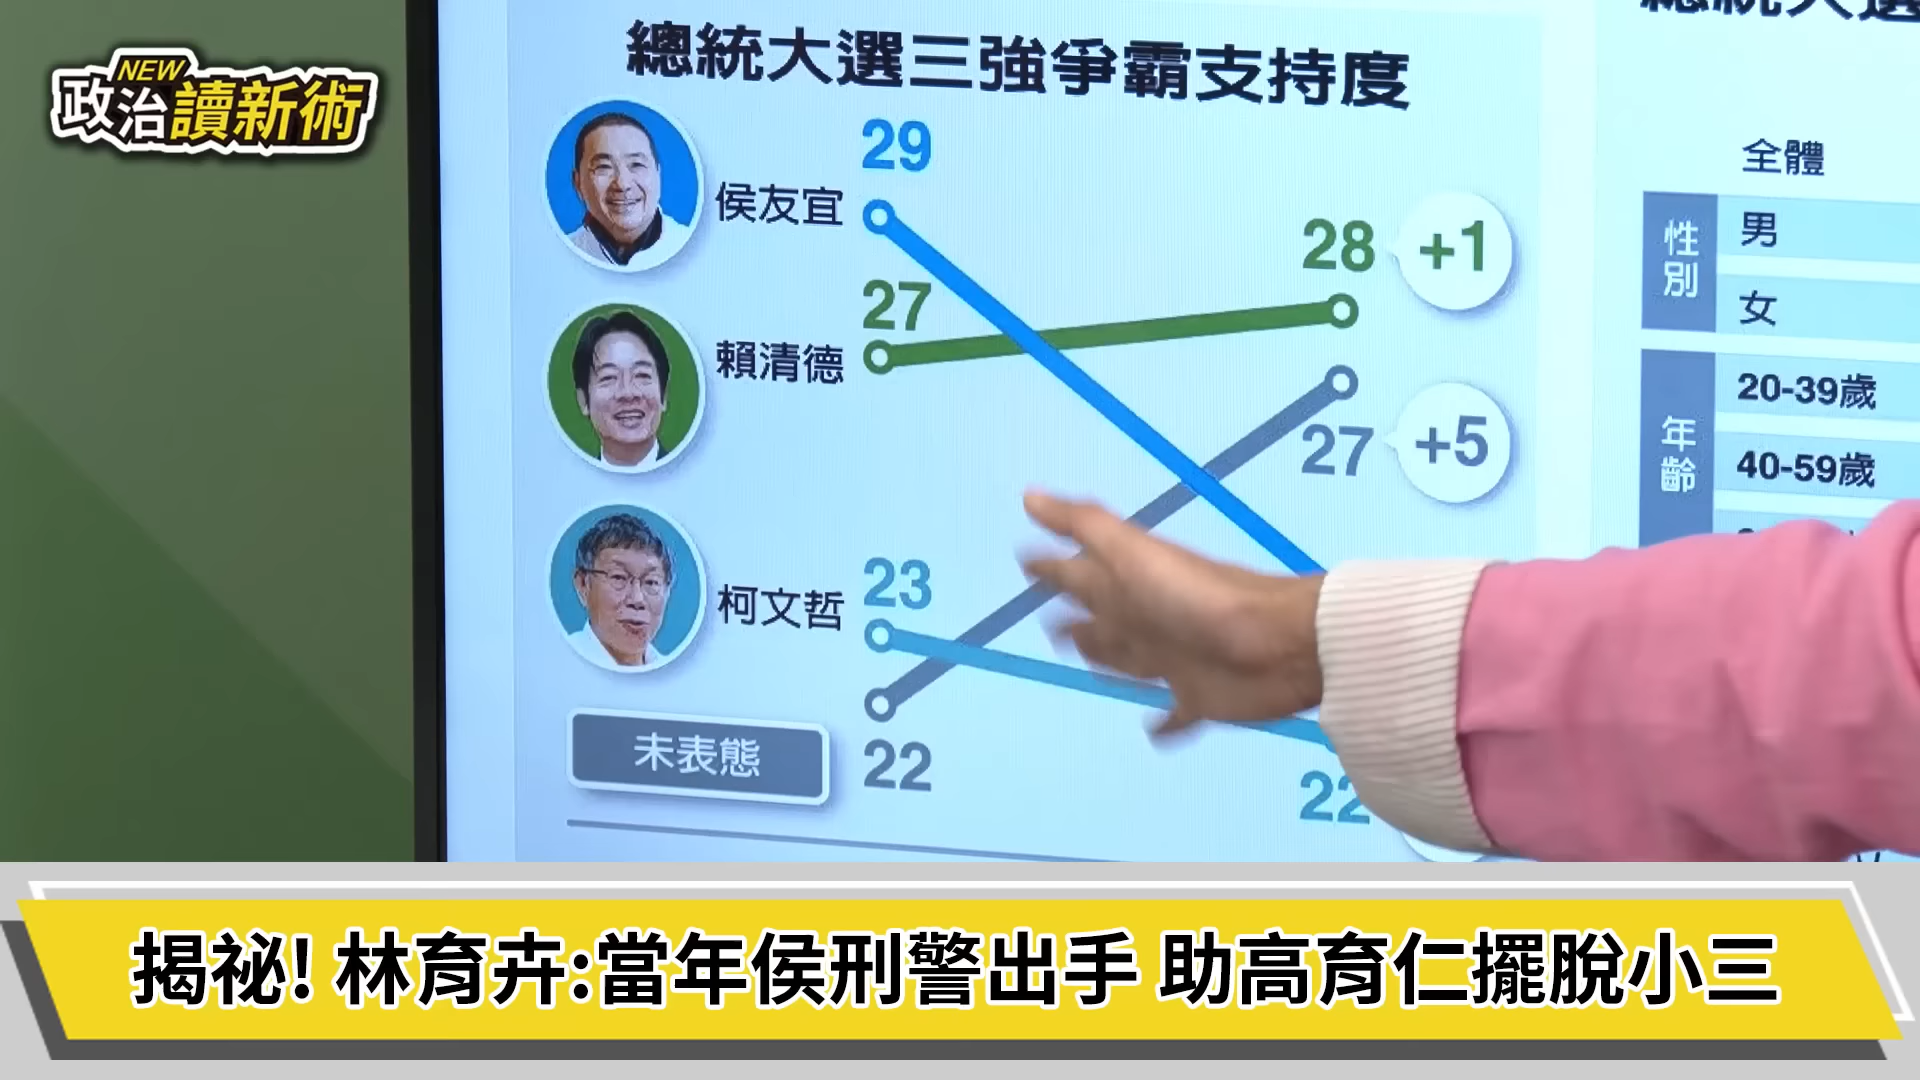 NEW
政治讀新術
總統大選三強爭霸支持度
29
侯友宜
28 +1
27
賴清德
27 +5
23
柯文哲
22
未表態
22
全體
性別
男
女
年齡
20-39歲
40-59歲
揭祕! 林育卉:當年侯刑警出手 助高育仁擺脫小三